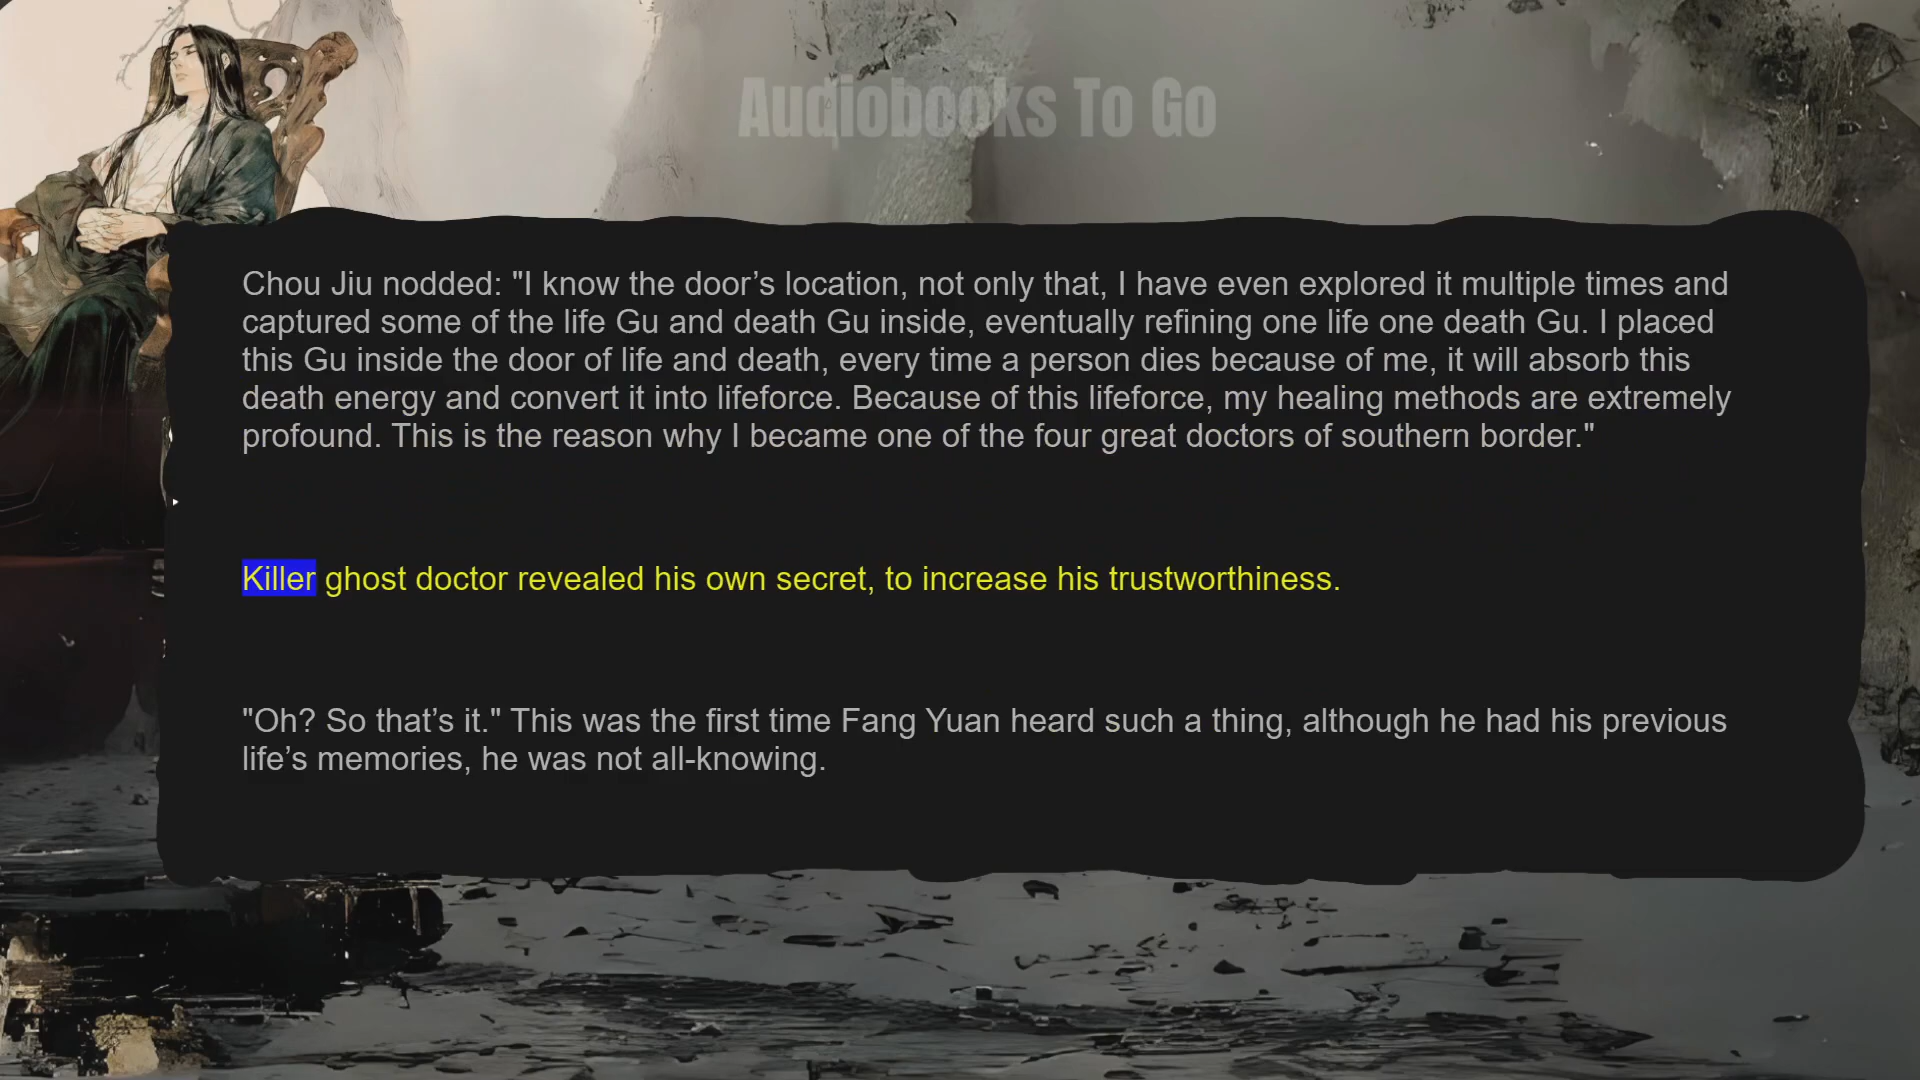 Audiobooks To Go
Chou Jiu nodded: "I know the door’s location, not only that, I have even explored it multiple times and
captured some of the life Gu and death Gu inside, eventually refining one life one death Gu. I placed
this Gu inside the door of life and death, every time a person dies because of me, it will absorb this
death energy and convert it into lifeforce. Because of this lifeforce, my healing methods are extremely
profound. This is the reason why I became one of the four great doctors of southern border."
Killer ghost doctor revealed his own secret, to increase his trustworthiness.
"Oh? So that’s it." This was the first time Fang Yuan heard such a thing, although he had his previous
life’s memories, he was not all-knowing.